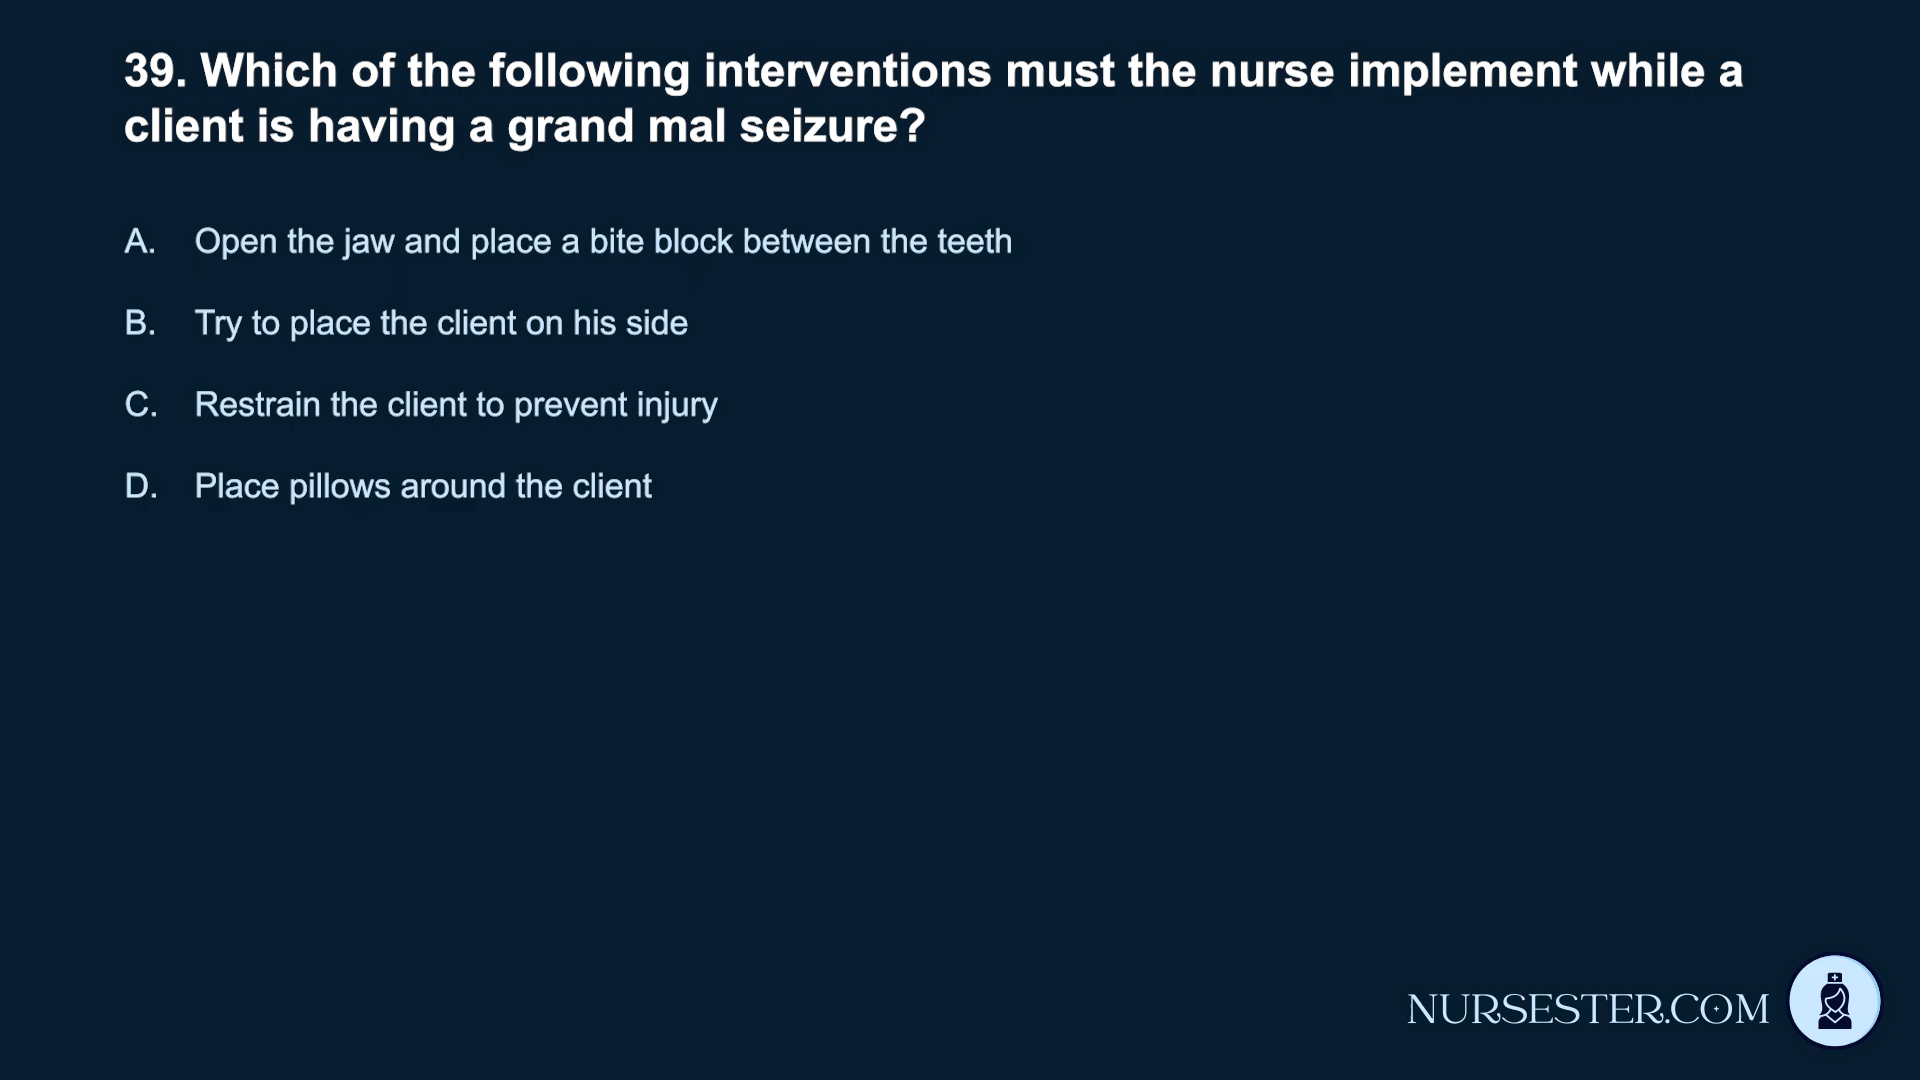 39. Which of the following interventions must the nurse implement while a
client is having a grand mal seizure?
A. Open the jaw and place a bite block between the teeth
B. Try to place the client on his side
C. Restrain the client to prevent injury
D. Place pillows around the client
NURSESTER.COM